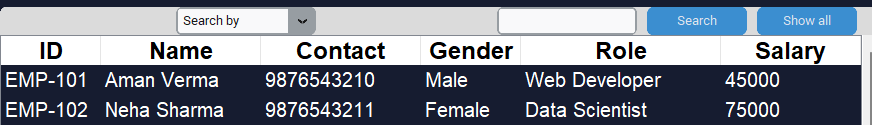 Search by Search Show all
ID Name Contact Gender Role Salary
EMP-101 Aman Verma 9876543210 Male Web Developer 45000
EMP-102 Neha Sharma 9876543211 Female Data Scientist 75000